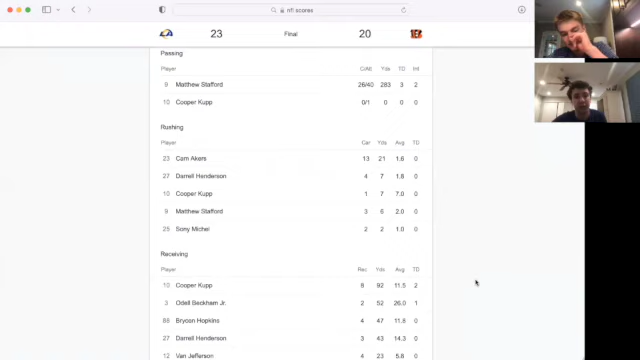 nfl scores
23 Final 20
Passing
Player C/Att Yds TD Int
9 Matthew Stafford 26/40 283 3 2
10 Cooper Kupp 0/1 0 0 0
Rushing
Player Car Yds Avg TD
23 Cam Akers 13 21 1.6 0
27 Darrell Henderson 4 7 1.8 0
10 Cooper Kupp 1 7 7.0 0
9 Matthew Stafford 3 6 2.0 0
25 Sony Michel 2 2 1.0 0
Receiving
Player Rec Yds Avg TD
10 Cooper Kupp 8 92 11.5 2
3 Odell Beckham Jr. 2 52 26.0 1
88 Brycen Hopkins 4 47 11.8 0
27 Darrell Henderson 3 43 14.3 0
12 Van Jefferson 4 23 5.8 0